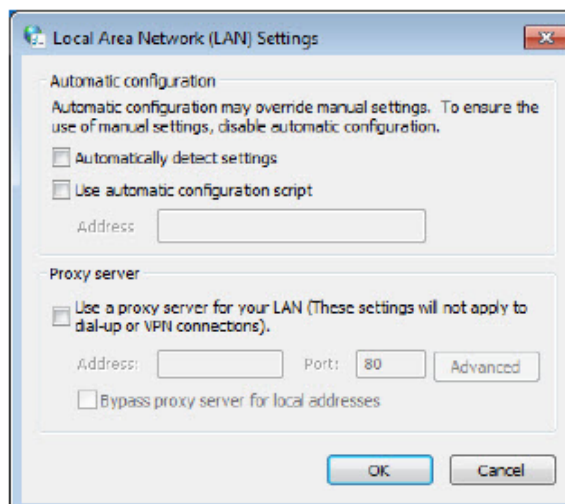 Local Area Network (LAN) Settings
Automatic configuration
Automatic configuration may override manual settings. To ensure the
use of manual settings, disable automatic configuration.
Automatically detect settings
Use automatic configuration script
Address
Proxy server
Use a proxy server for your LAN (These settings will not apply to
dial-up or VPN connections).
Address: Port: 80 Advanced
Bypass proxy server for local addresses
OK Cancel